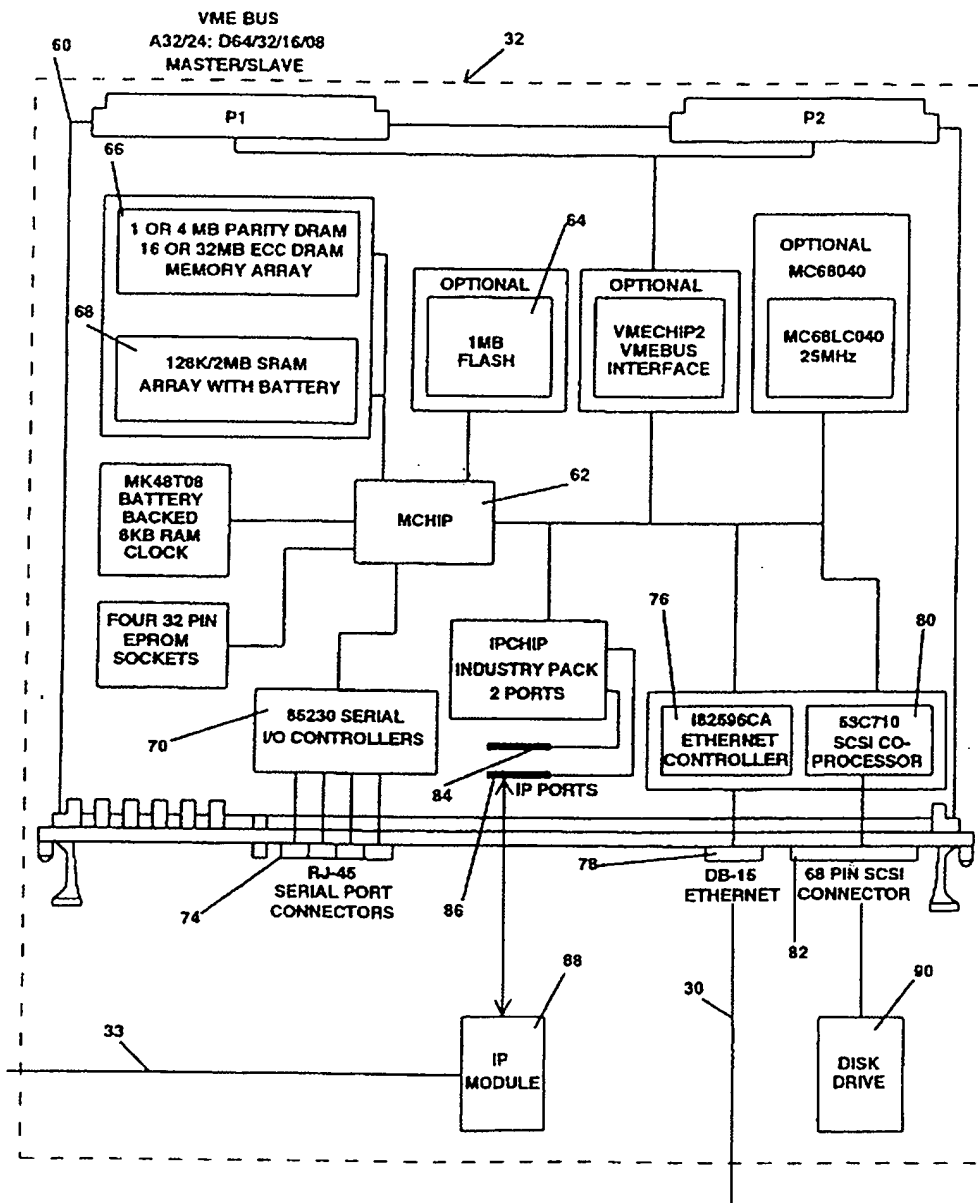 VME BUS
A32/24: D64/32/16/08
MASTER/SLAVE
60
32
P1
P2
66
1 OR 4 MB PARITY DRAM
16 OR 32MB ECC DRAM
MEMORY ARRAY
68
128K/2MB SRAM
ARRAY WITH BATTERY
64
OPTIONAL
1MB
FLASH
OPTIONAL
VMECHIP2
VMEBUS
INTERFACE
OPTIONAL
MC68040
MC68LC040
25MHz
MK48T08
BATTERY
BACKED
8KB RAM
CLOCK
MCHIP
62
FOUR 32 PIN
EPROM
SOCKETS
IPCHIP
INDUSTRY PACK
2 PORTS
76
80
70
85230 SERIAL
I/O CONTROLLERS
I82596CA
ETHERNET
CONTROLLER
53C710
SCSI CO-
PROCESSOR
84
IP PORTS
86
74
RJ-45
SERIAL PORT
CONNECTORS
78
DB-15
ETHERNET
68 PIN SCSI
CONNECTOR
82
88
30
90
33
IP
MODULE
DISK
DRIVE